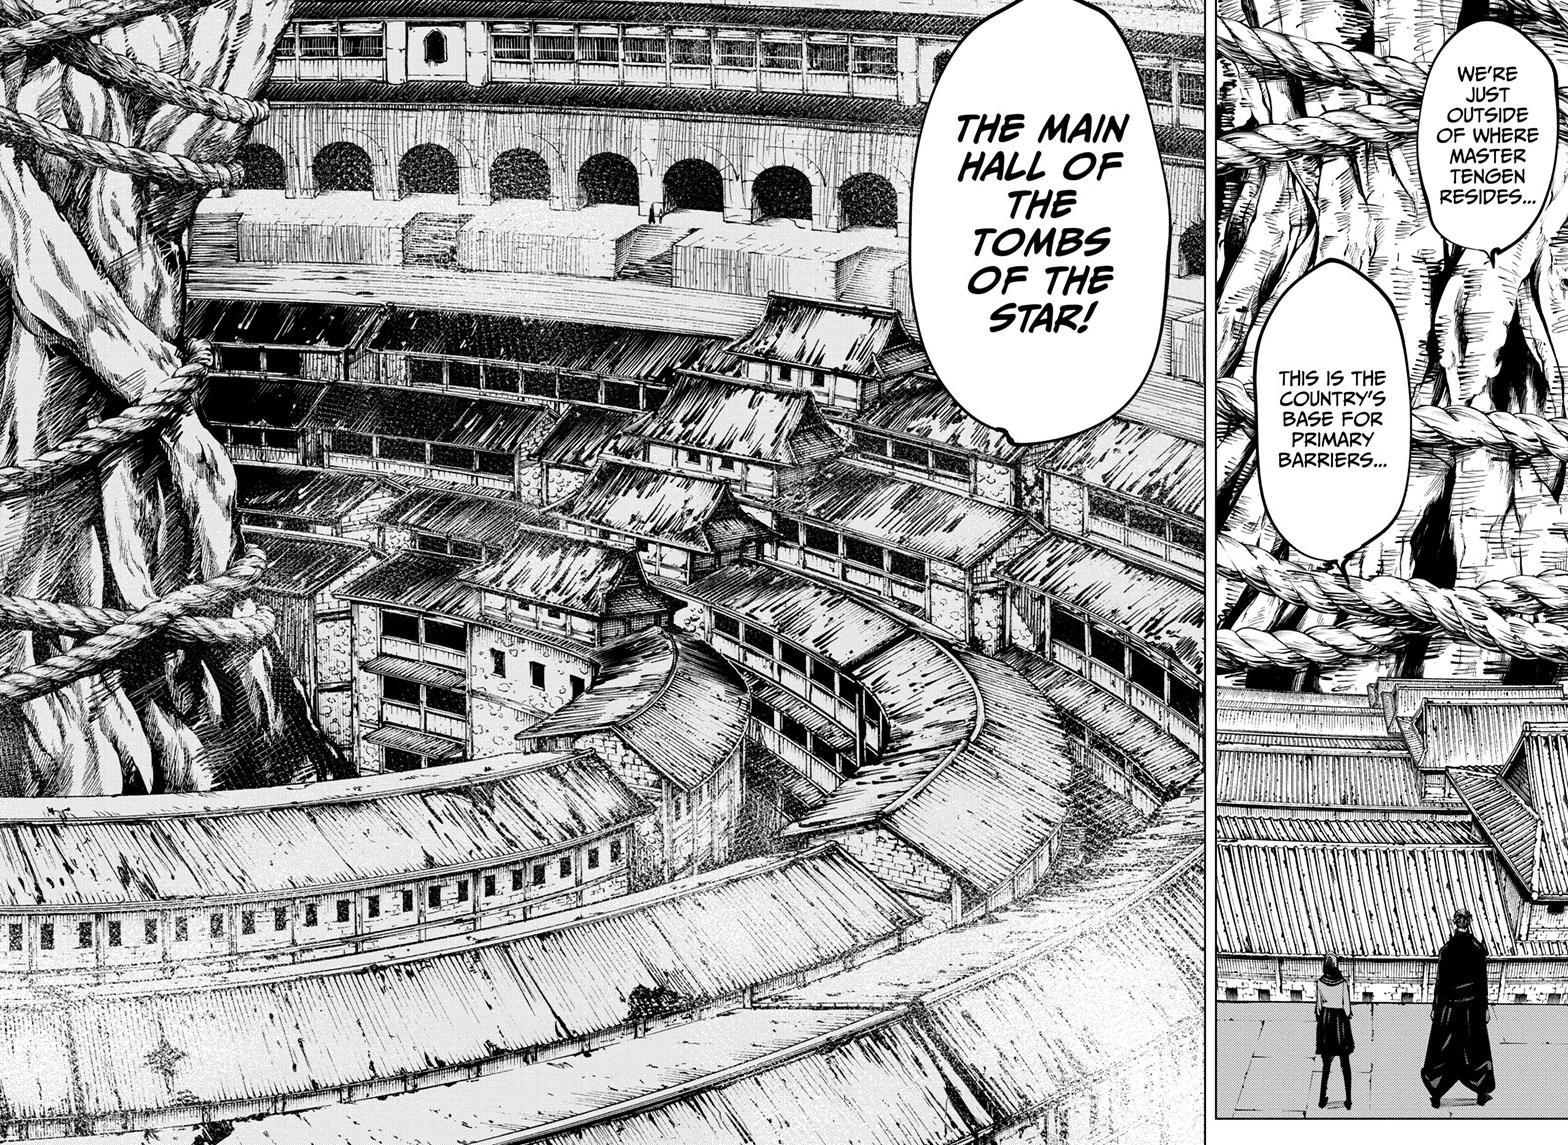 WE'RE
JUST
OUTSIDE
OF WHERE
MASTER
TENGEN
RESIDES...
THIS IS THE
COUNTRY'S
BASE FOR
PRIMARY
BARRIERS...
THE MAIN
HALL OF
THE
TOMBS
OF THE
STAR!